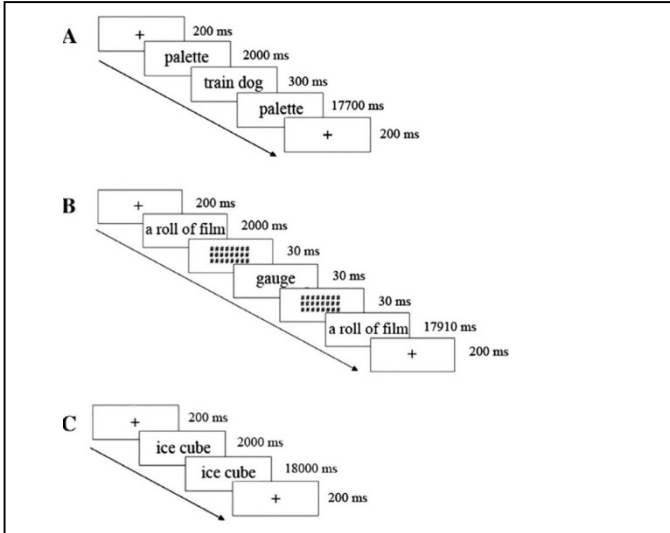 A
+
200 ms
palette
2000 ms
train dog
300 ms
palette
17700 ms
+
200 ms
B
+
200 ms
a roll of film
2000 ms
30 ms
gauge
30 ms
30 ms
a roll of film
17910 ms
+
200 ms
C
+
200 ms
ice cube
2000 ms
ice cube
18000 ms
+
200 ms